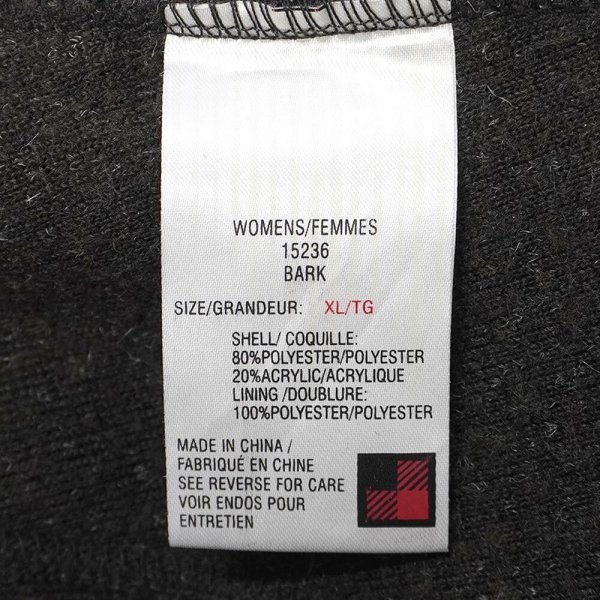 WOMENS/FEMMES
15236
BARK
SIZE/GRANDEUR: XL/TG
SHELL/ COQUILLE:
80%POLYESTER/POLYESTER
20%ACRYLIC/ACRYLIQUE
LINING /DOUBLURE:
100%POLYESTER/POLYESTER
MADE IN CHINA /
FABRIQUÉ EN CHINE
SEE REVERSE FOR CARE
VOIR ENDOS POUR
ENTRETIEN